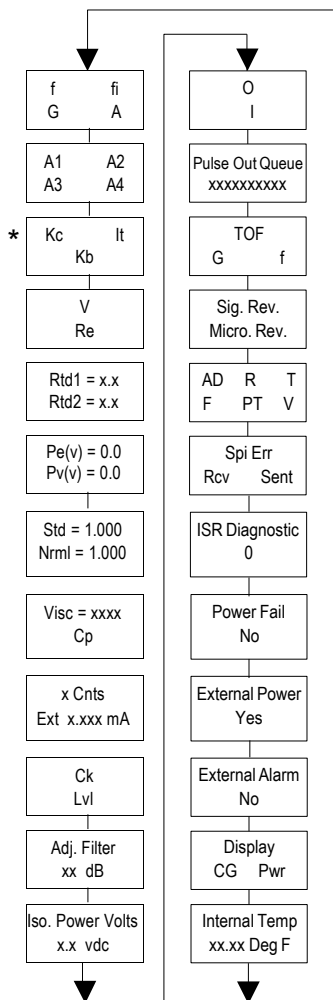 f fi
G A
A1 A2
A3 A4
* Kc It
Kb
V
Re
Rtd1 = x.x
Rtd2 = x.x
Pe(v) = 0.0
Pv(v) = 0.0
Std = 1.000
Nrml = 1.000
Visc = xxxx
Cp
x Cnts
Ext x.xxx mA
Ck
Lvl
Adj. Filter
xx dB
Iso. Power Volts
x.x vdc
O
I
Pulse Out Queue
xxxxxxxxxx
TOF
G f
Sig. Rev.
Micro. Rev.
AD R T
F PT V
Spi Err
Rcv Sent
ISR Diagnostic
0
Power Fail
No
External Power
Yes
External Alarm
No
Display
CG Pwr
Internal Temp
xx.xx Deg F